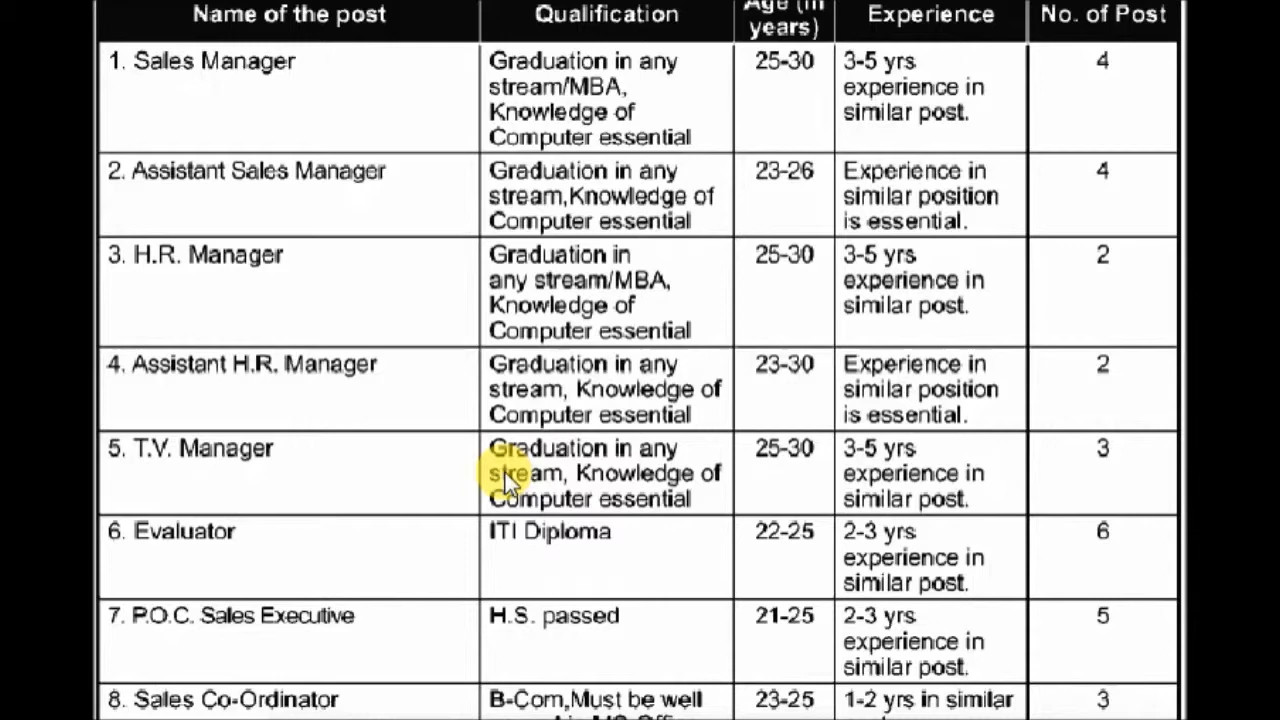 Name of the post Qualification Age (in years) Experience No. of Post
1. Sales Manager Graduation in any 25-30 3-5 yrs 4
stream/MBA, experience in
Knowledge of similar post.
Computer essential
2. Assistant Sales Manager Graduation in any 23-26 Experience in 4
stream,Knowledge of similar position
Computer essential is essential.
3. H.R. Manager Graduation in 25-30 3-5 yrs 2
any stream/MBA, experience in
Knowledge of similar post.
Computer essential
4. Assistant H.R. Manager Graduation in any 23-30 Experience in 2
stream, Knowledge of similar position
Computer essential is essential.
5. T.V. Manager Graduation in any 25-30 3-5 yrs 3
stream, Knowledge of experience in
Computer essential similar post.
6. Evaluator ITI Diploma 22-25 2-3 yrs 6
experience in
similar post.
7. P.O.C. Sales Executive H.S. passed 21-25 2-3 yrs 5
experience in
similar post.
8. Sales Co-Ordinator B-Com,Must be well 23-25 1-2 yrs in similar 3